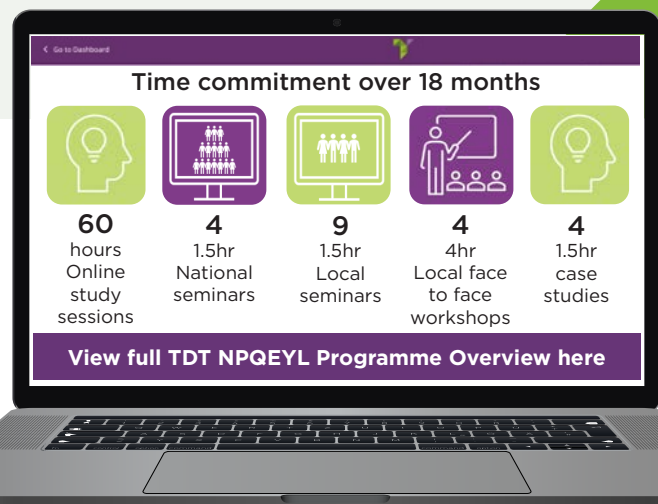 Go to Dashboard
Time commitment over 18 months
60
hours
Online
study
sessions
4
1.5hr
National
seminars
9
1.5hr
Local
seminars
4
4hr
Local face
to face
workshops
4
1.5hr
case
studies
View full TDT NPQEYL Programme Overview here